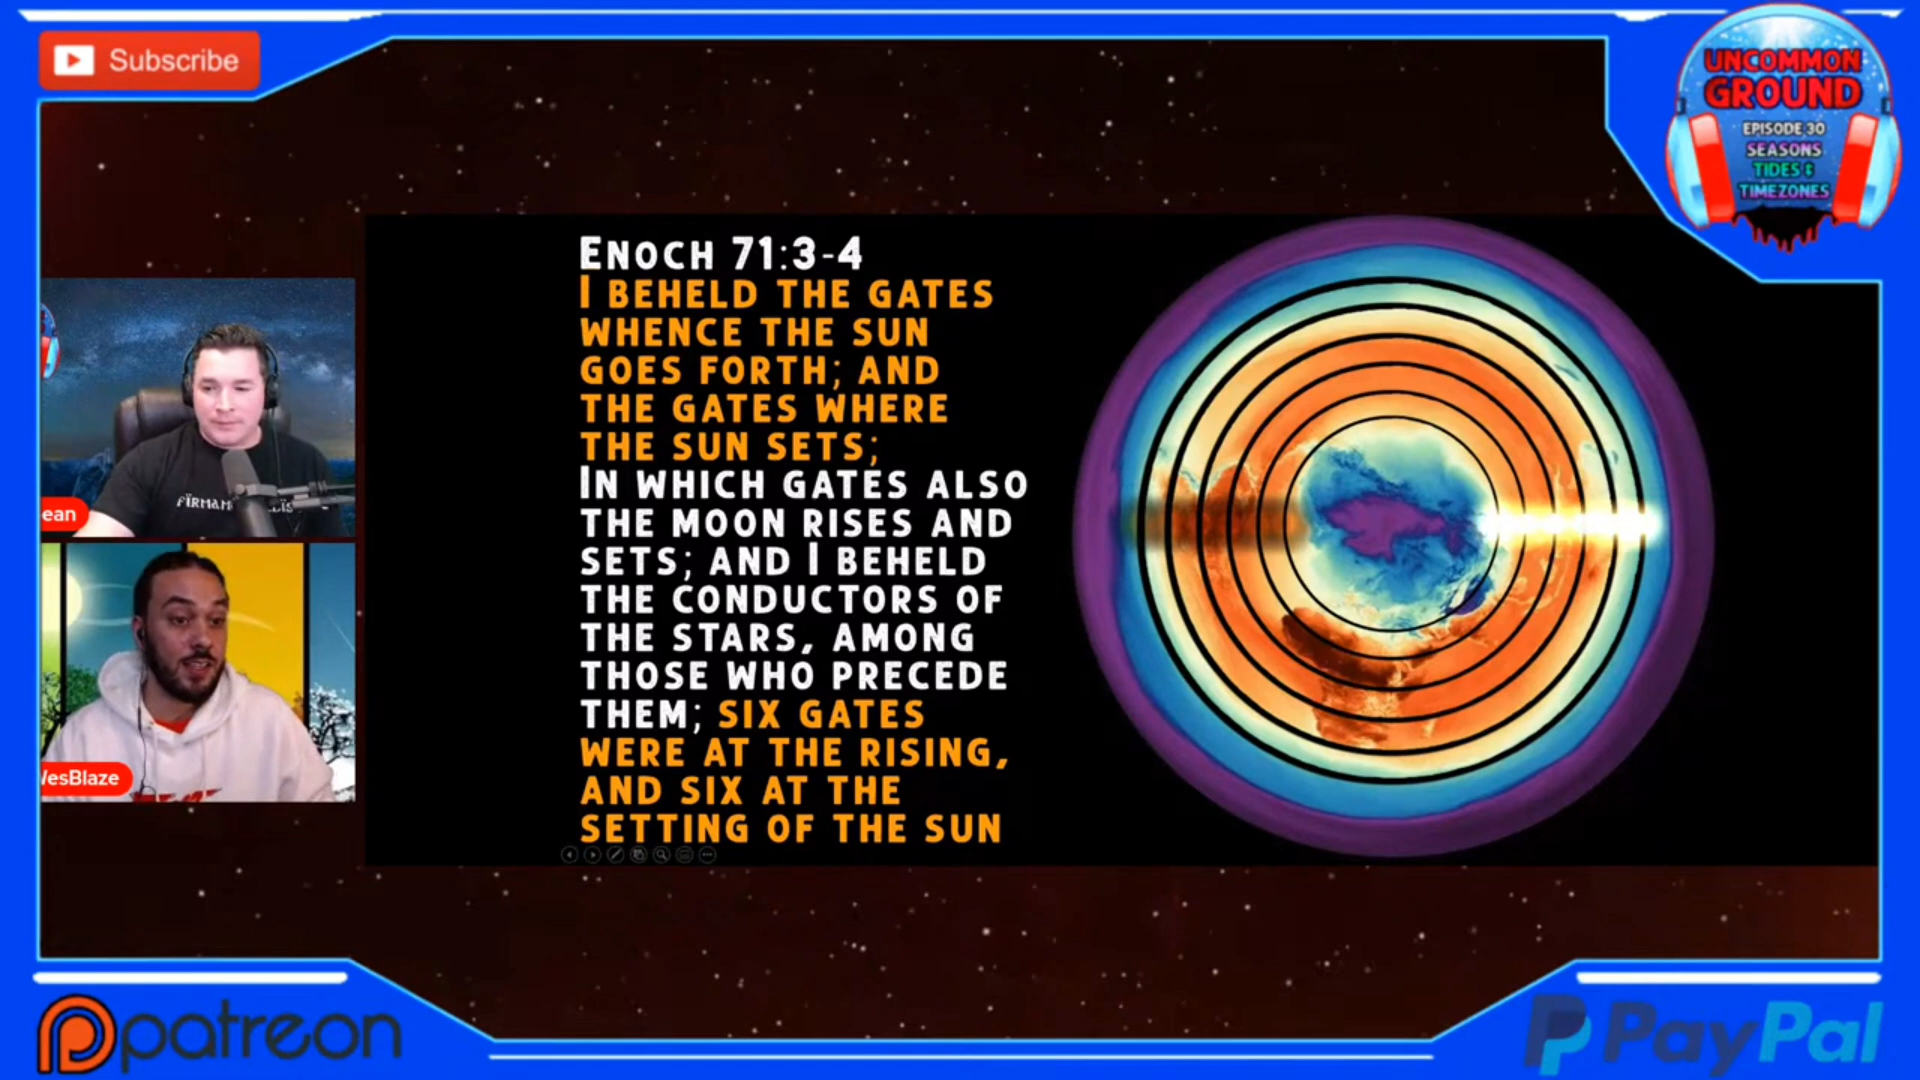 Subscribe
UNCOMMON
GROUND
EPISODE 30
SEASONS
TIDES &
TIMEZONES
ENOCH 71:3-4
I BEHELD THE GATES
WHENCE THE SUN
GOES FORTH; AND
THE GATES WHERE
THE SUN SETS;
IN WHICH GATES ALSO
THE MOON RISES AND
SETS; AND I BEHELD
THE CONDUCTORS OF
THE STARS, AMONG
THOSE WHO PRECEDE
THEM; SIX GATES
WERE AT THE RISING,
AND SIX AT THE
SETTING OF THE SUN
ean
WesBlaze
patreon
PayPal